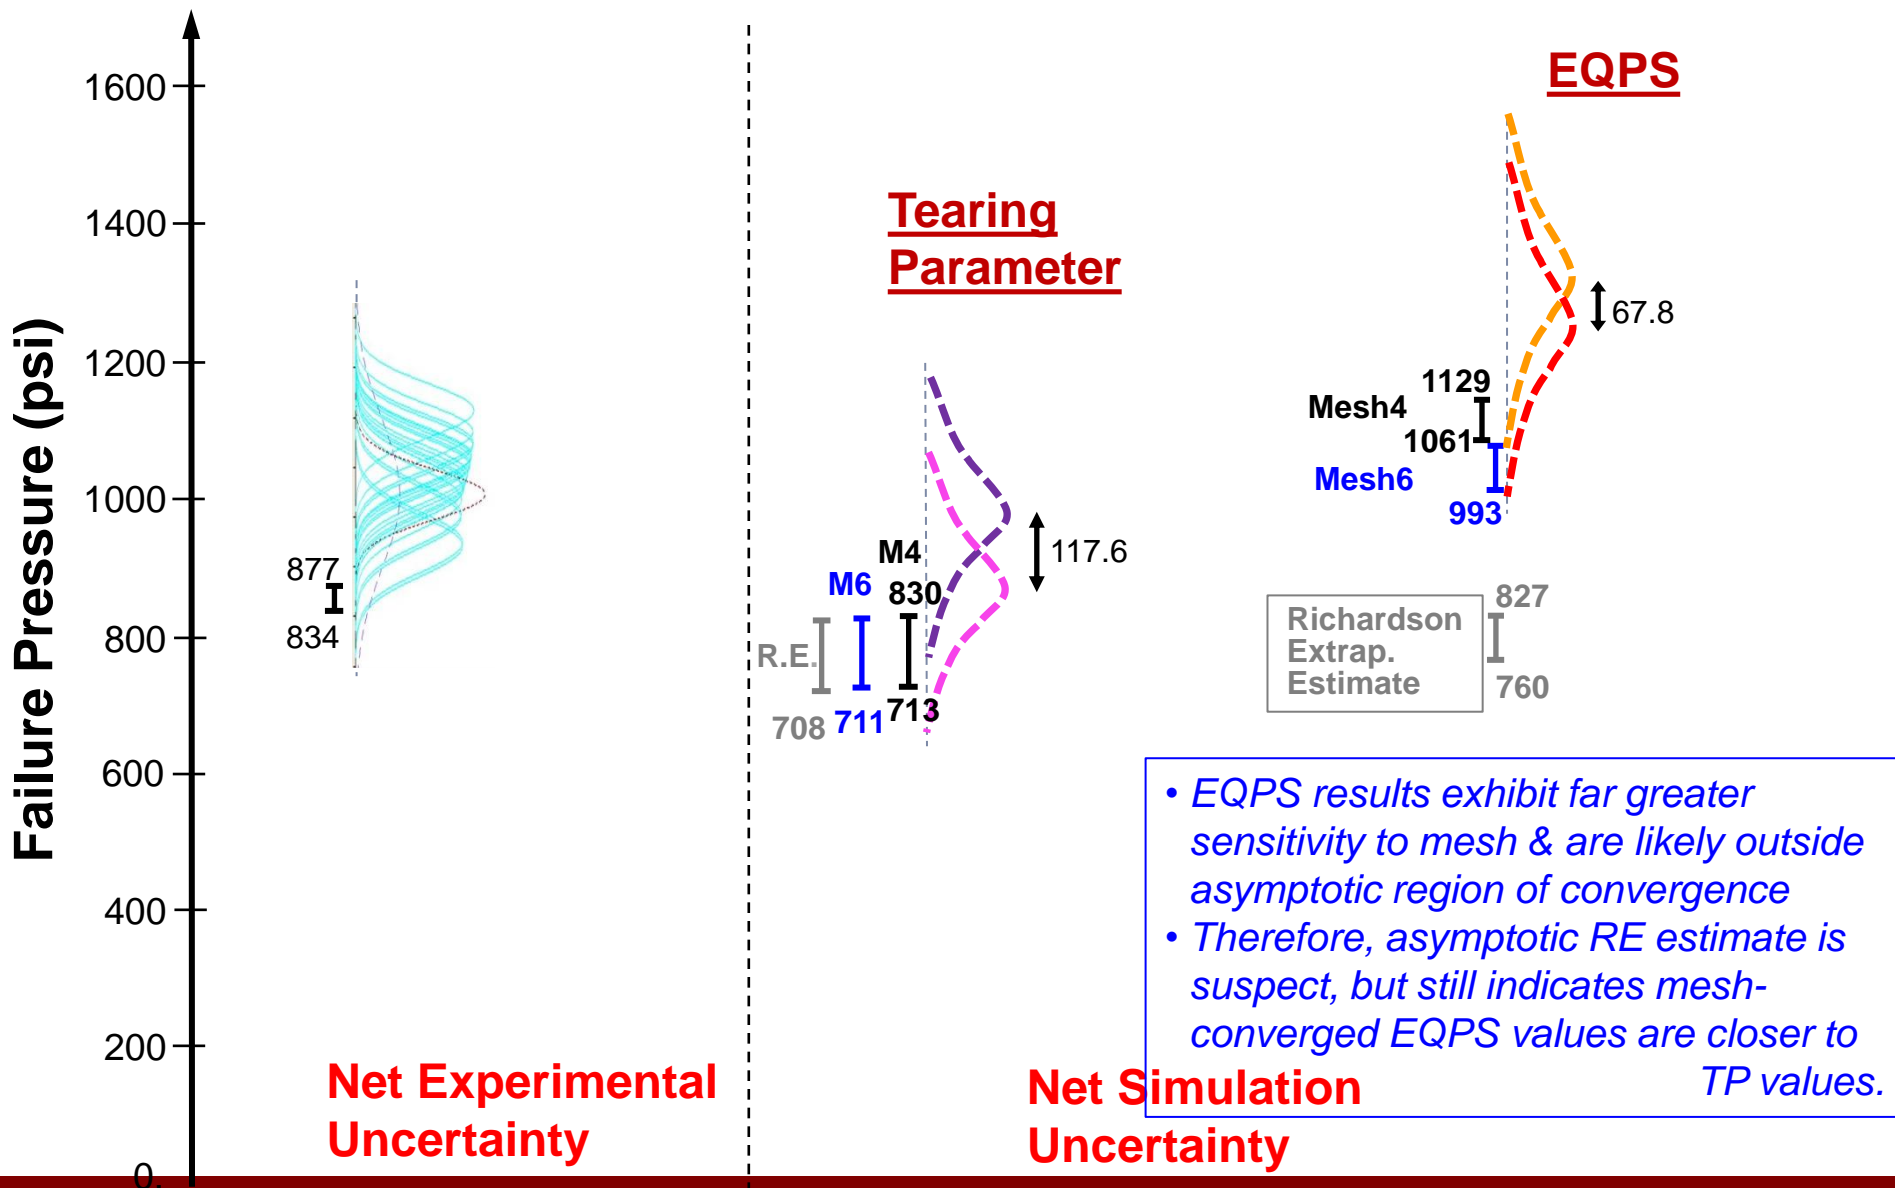 Failure Pressure (psi)
1600
1400
1200
1000
800
600
400
200
0.
877
834
Net Experimental
Uncertainty
Tearing
Parameter
117.6
M4
830
713
M6
711
R.E.
708
EQPS
67.8
Mesh4
1129
1061
Mesh6
993
Richardson
Extrap.
Estimate
827
760
• EQPS results exhibit far greater
sensitivity to mesh & are likely outside
asymptotic region of convergence
• Therefore, asymptotic RE estimate is
suspect, but still indicates mesh-
converged EQPS values are closer to
TP values.
Net Simulation
Uncertainty